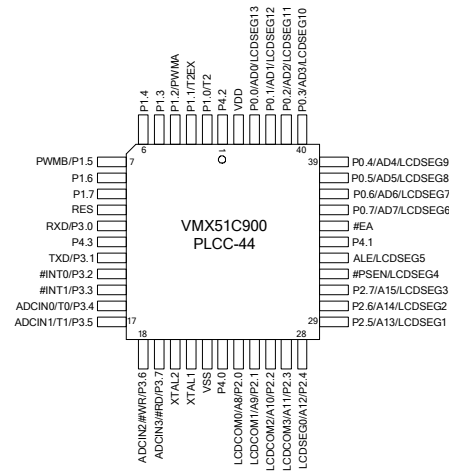 P1.4
P1.3
P1.2/PWMA
P1.1/T2EX
P1.0/T2
P4.2
VDD
P0.0/AD0/LCDSEG13
P0.1/AD1/LCDSEG12
P0.2/AD2/LCDSEG11
P0.3/AD3/LCDSEG10
6
1
40
PWMB/P1.5
P1.6
P1.7
RES
RXD/P3.0
P4.3
TXD/P3.1
#INT0/P3.2
#INT1/P3.3
ADCIN0/T0/P3.4
ADCIN1/T1/P3.5
7
17
VMX51C900
PLCC-44
39
29
P0.4/AD4/LCDSEG9
P0.5/AD5/LCDSEG8
P0.6/AD6/LCDSEG7
P0.7/AD7/LCDSEG6
#EA
P4.1
ALE/LCDSEG5
#PSEN/LCDSEG4
P2.7/A15/LCDSEG3
P2.6/A14/LCDSEG2
P2.5/A13/LCDSEG1
18
28
ADCIN2/#WR/P3.6
ADCIN3/#RD/P3.7
XTAL2
XTAL1
VSS
P4.0
LCDCOM0/A8/P2.0
LCDCOM1/A9/P2.1
LCDCOM2/A10/P2.2
LCDCOM3/A11/P2.3
LCDSEG0/A12/P2.4